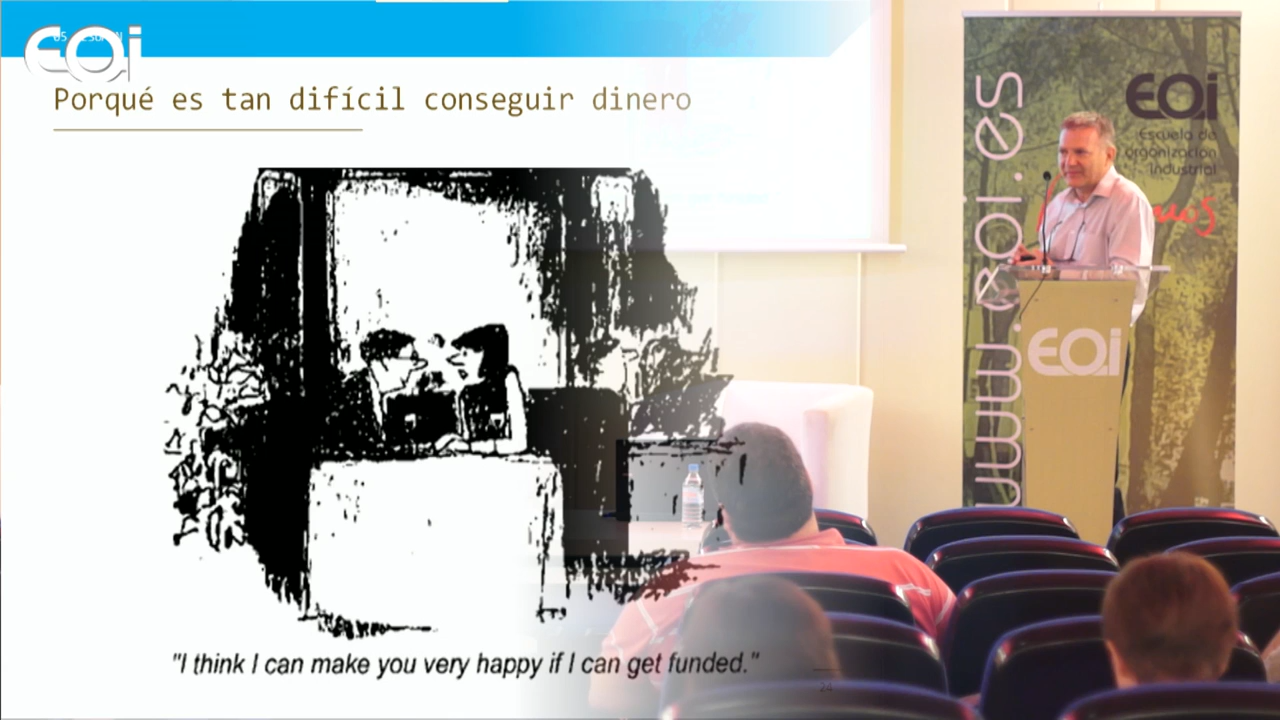 EOi
Porqué es tan difícil conseguir dinero
"I think I can make you very happy if I can get funded."
24
www.eoi.es
EOi
Escuela de
organización
industrial
EOi